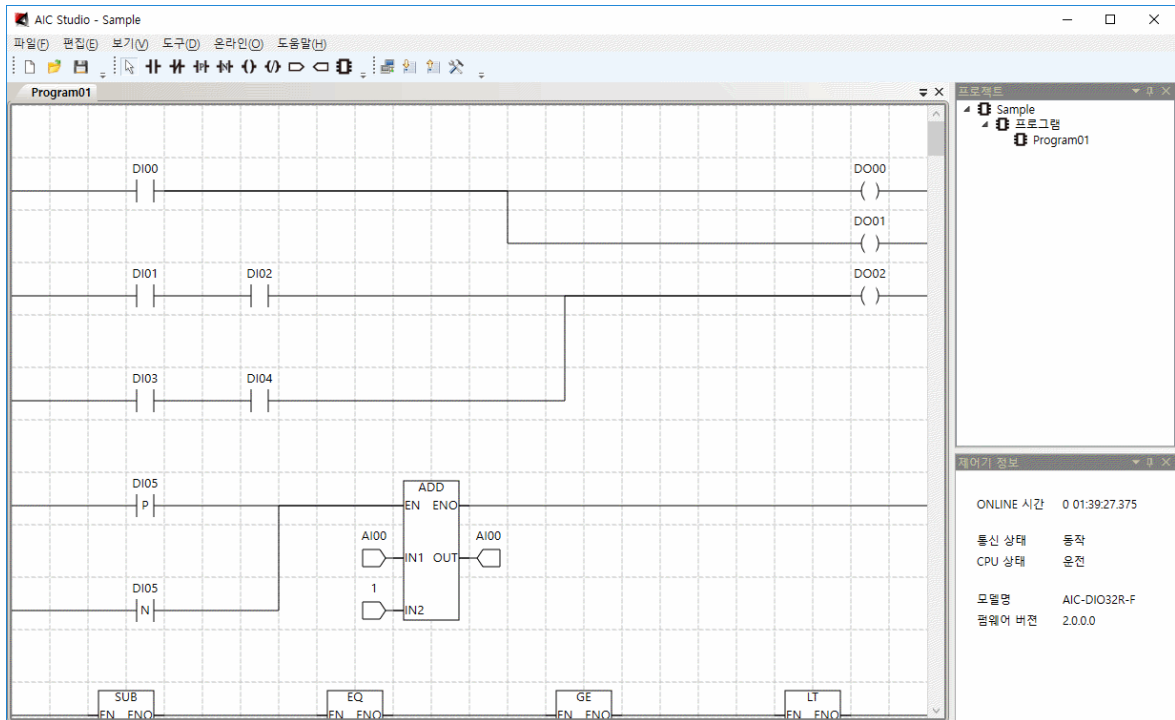 AIC Studio - Sample
파일(F) 편집(E) 보기(V) 도구(D) 온라인(O) 도움말(H)
Program01
DI00
DO00
DO01
DI01 DI02 DO02
DI03 DI04
DI05
P
ADD
EN ENO
AI00 AI00
IN1 OUT
DI05
N
1
IN2
SUB EQ GE LT
EN ENO EN ENO EN ENO EN ENO
프로젝트
Sample
프로그램
Program01
제어기 정보
ONLINE 시간 0 01:39:27.375
통신 상태 동작
CPU 상태 운전
모델명 AIC-DIO32R-F
펌웨어 버젼 2.0.0.0